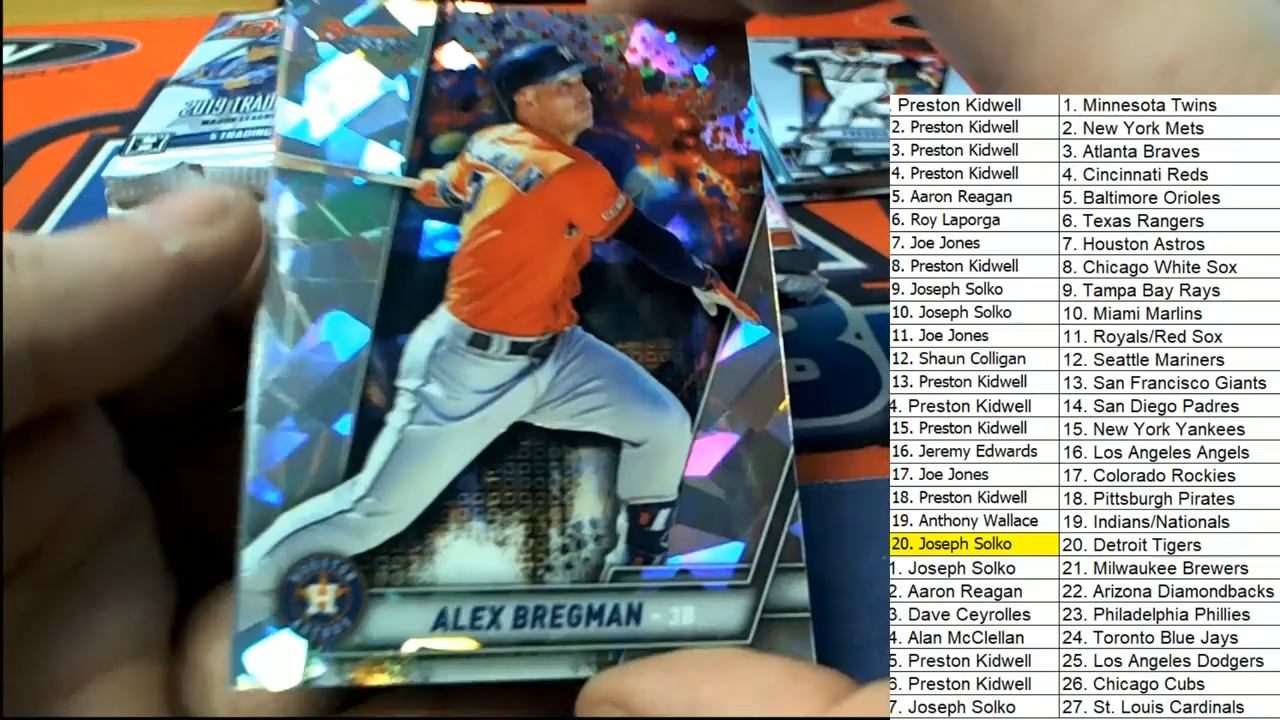 2019 TRAD
5 TRADING
ALEX BREGMAN - 3B
. Preston Kidwell 1. Minnesota Twins
2. Preston Kidwell 2. New York Mets
3. Preston Kidwell 3. Atlanta Braves
4. Preston Kidwell 4. Cincinnati Reds
5. Aaron Reagan 5. Baltimore Orioles
6. Roy Laporga 6. Texas Rangers
7. Joe Jones 7. Houston Astros
8. Preston Kidwell 8. Chicago White Sox
9. Joseph Solko 9. Tampa Bay Rays
10. Joseph Solko 10. Miami Marlins
11. Joe Jones 11. Royals/Red Sox
12. Shaun Colligan 12. Seattle Mariners
13. Preston Kidwell 13. San Francisco Giants
4. Preston Kidwell 14. San Diego Padres
15. Preston Kidwell 15. New York Yankees
16. Jeremy Edwards 16. Los Angeles Angels
17. Joe Jones 17. Colorado Rockies
18. Preston Kidwell 18. Pittsburgh Pirates
19. Anthony Wallace 19. Indians/Nationals
20. Joseph Solko 20. Detroit Tigers
1. Joseph Solko 21. Milwaukee Brewers
2. Aaron Reagan 22. Arizona Diamondbacks
3. Dave Ceyrolles 23. Philadelphia Phillies
4. Alan McClellan 24. Toronto Blue Jays
5. Preston Kidwell 25. Los Angeles Dodgers
6. Preston Kidwell 26. Chicago Cubs
7. Joseph Solko 27. St. Louis Cardinals